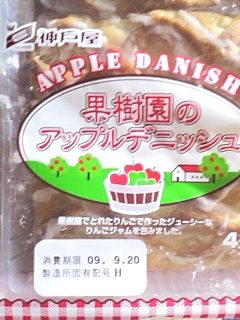 神戸屋
APPLE DANISH
果樹園の
アップルデニッシュ
果樹園でとれたりんごで作ったジューシーな
りんごジャムを包みました。
4
消費期限 09. 9.20
製造所固有記号 H